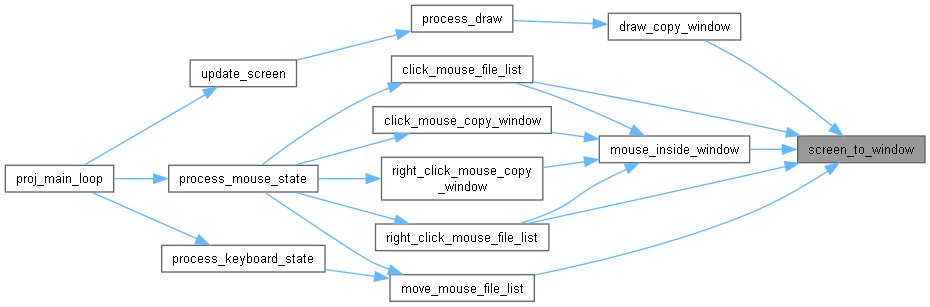 process_draw
draw_copy_window
click_mouse_file_list
update_screen
click_mouse_copy_window
mouse_inside_window
screen_to_window
proj_main_loop
process_mouse_state
right_click_mouse_copy
_window
right_click_mouse_file_list
process_keyboard_state
move_mouse_file_list